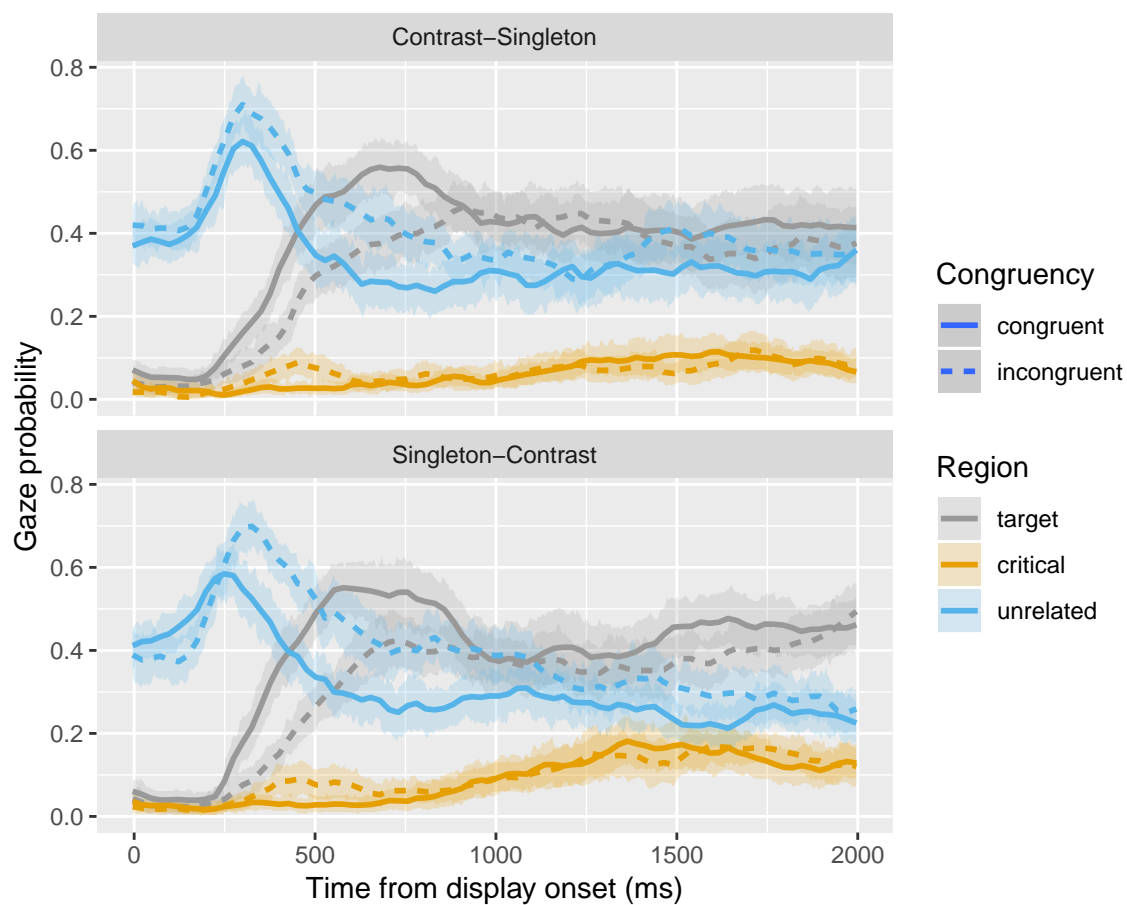 Contrast−Singleton
0.8
0.6
0.4
0.2
0.0
Singleton−Contrast
0.8
0.6
0.4
0.2
0.0
0 500 1000 1500 2000
Time from display onset (ms)
Gaze probability
Congruency
congruent
incongruent
Region
target
critical
unrelated